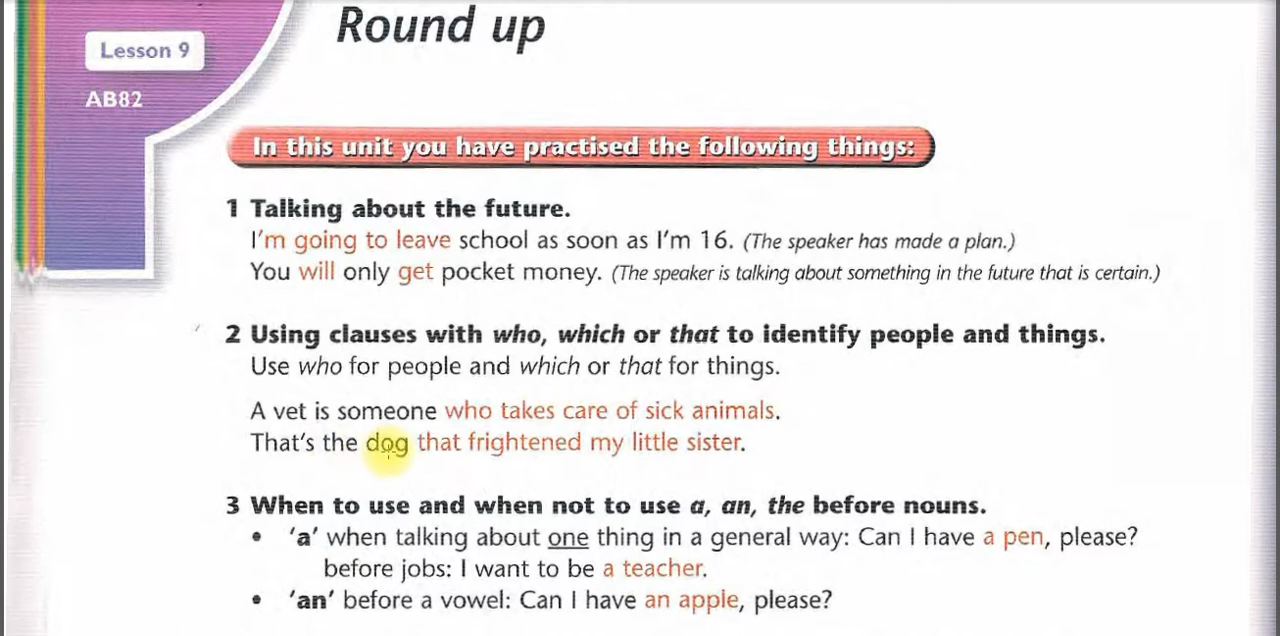 Round up
Lesson 9
AB82
In this unit you have practised the following things:
1 Talking about the future.
I'm going to leave school as soon as I'm 16. (The speaker has made a plan.)
You will only get pocket money. (The speaker is talking about something in the future that is certain.)
2 Using clauses with who, which or that to identify people and things.
Use who for people and which or that for things.
A vet is someone who takes care of sick animals.
That's the dog that frightened my little sister.
3 When to use and when not to use a, an, the before nouns.
• 'a' when talking about one thing in a general way: Can I have a pen, please?
before jobs: I want to be a teacher.
• 'an' before a vowel: Can I have an apple, please?